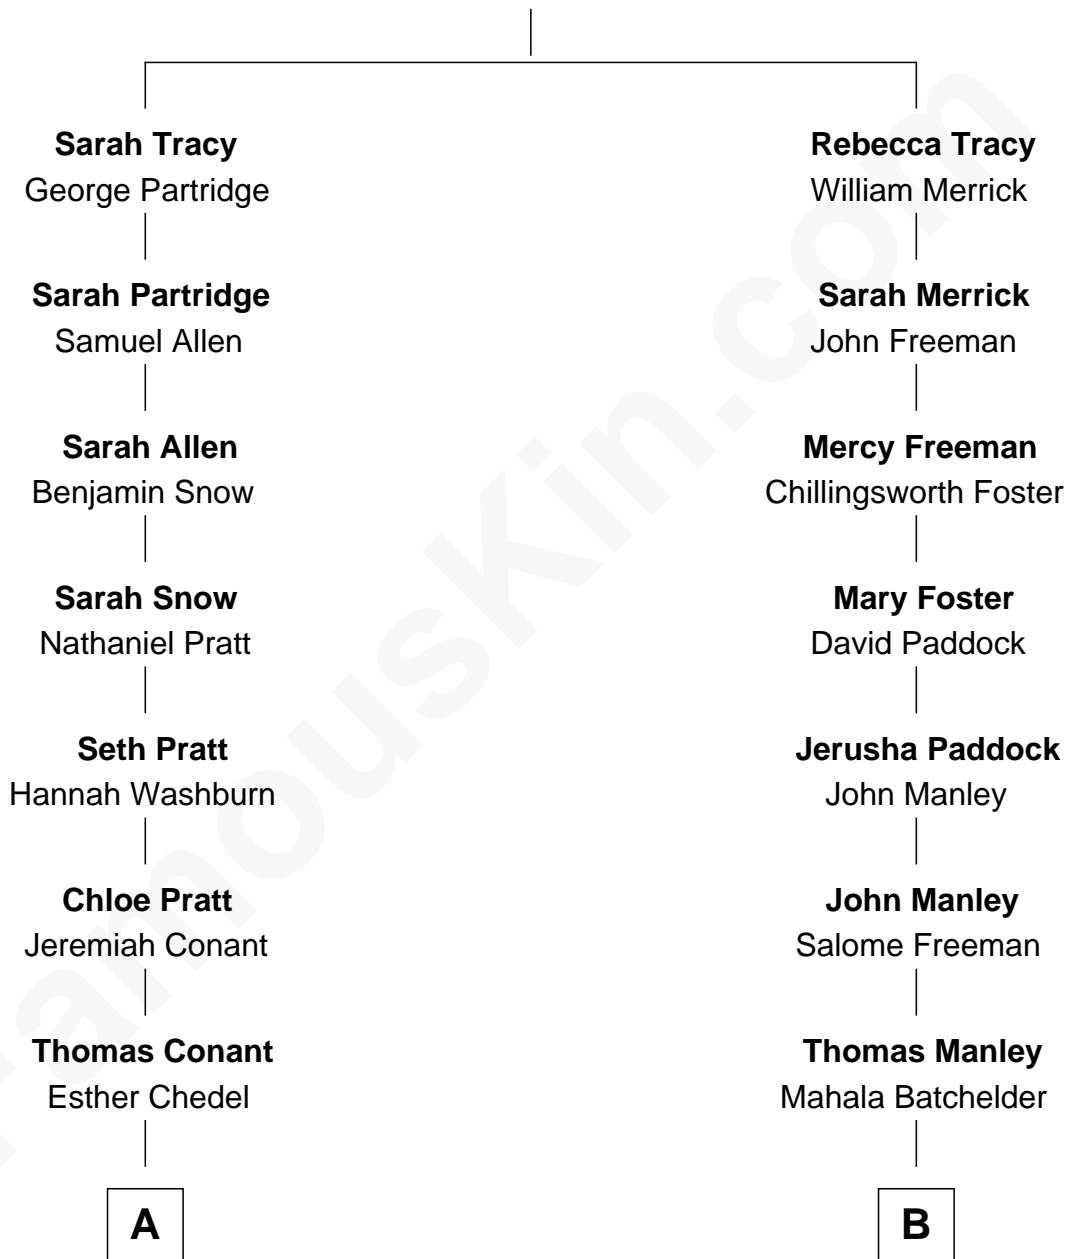 Sarah Tracy
George Partridge
Rebecca Tracy
William Merrick
Sarah Partridge
Samuel Allen
Sarah Merrick
John Freeman
Sarah Allen
Benjamin Snow
Mercy Freeman
Chillingsworth Foster
Sarah Snow
Nathaniel Pratt
Mary Foster
David Paddock
Seth Pratt
Hannah Washburn
Jerusha Paddock
John Manley
Chloe Pratt
Jeremiah Conant
John Manley
Salome Freeman
Thomas Conant
Esther Chedel
Thomas Manley
Mahala Batchelder
A
B
FamousKin.com